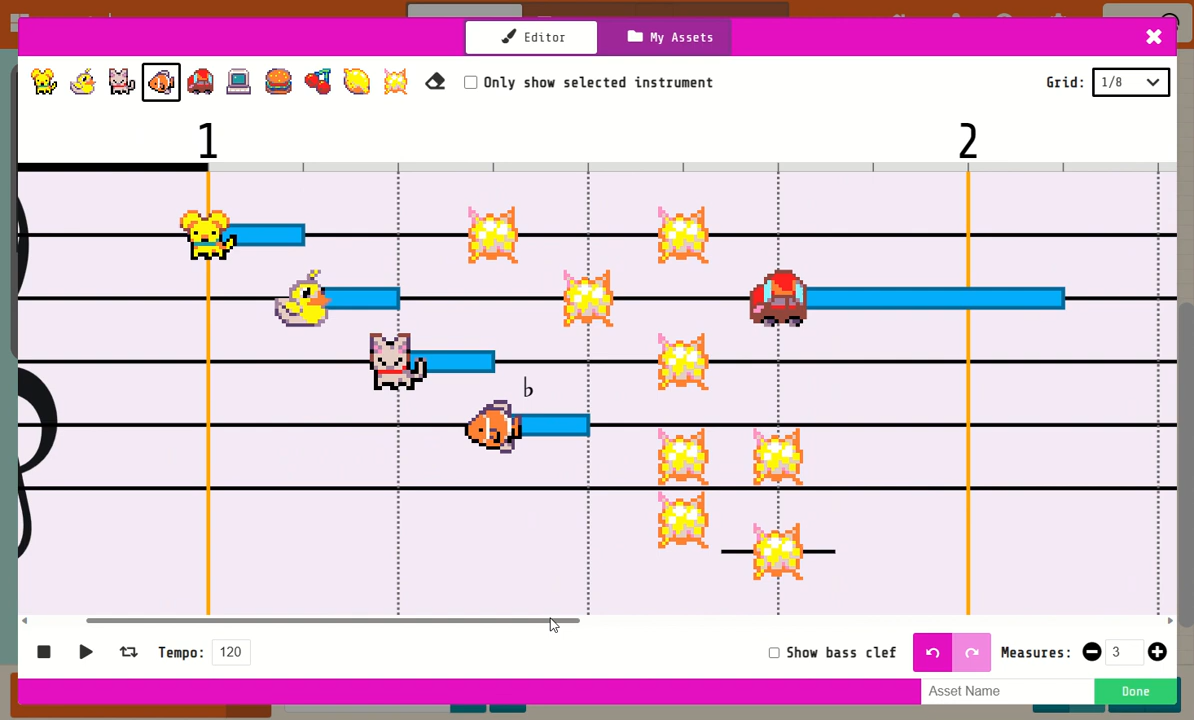 Editor My Assets
Only show selected instrument Grid: 1/8
1 2
♭
Tempo: 120 Show bass clef Measures: 3
Asset Name Done